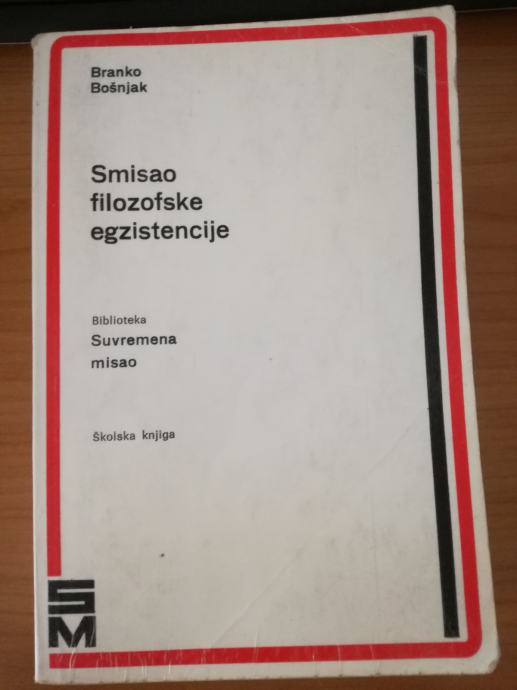 Branko
Bošnjak
Smisao
filozofske
egzistencije
Biblioteka
Suvremena
misao
Školska knjiga
SM